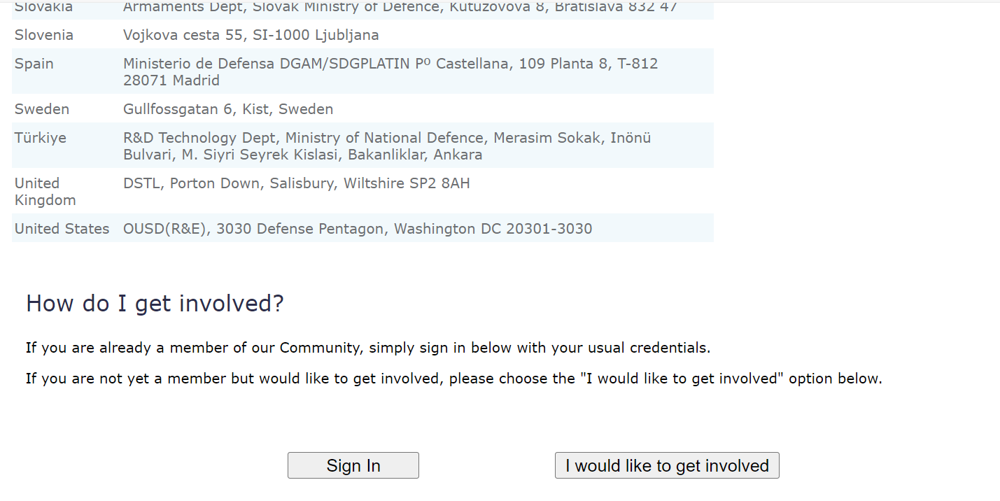 Slovakia Armaments Dept, Slovak Ministry of Defence, Kutuzovova 8, Bratislava 832 47
Slovenia Vojkova cesta 55, SI-1000 Ljubljana
Spain Ministerio de Defensa DGAM/SDGPLATIN Pº Castellana, 109 Planta 8, T-812
28071 Madrid
Sweden Gullfossgatan 6, Kist, Sweden
Türkiye R&D Technology Dept, Ministry of National Defence, Merasim Sokak, Inönü
Bulvari, M. Siyri Seyrek Kislasi, Bakanliklar, Ankara
United DSTL, Porton Down, Salisbury, Wiltshire SP2 8AH
Kingdom
United States OUSD(R&E), 3030 Defense Pentagon, Washington DC 20301-3030
How do I get involved?
If you are already a member of our Community, simply sign in below with your usual credentials.
If you are not yet a member but would like to get involved, please choose the "I would like to get involved" option below.
Sign In I would like to get involved